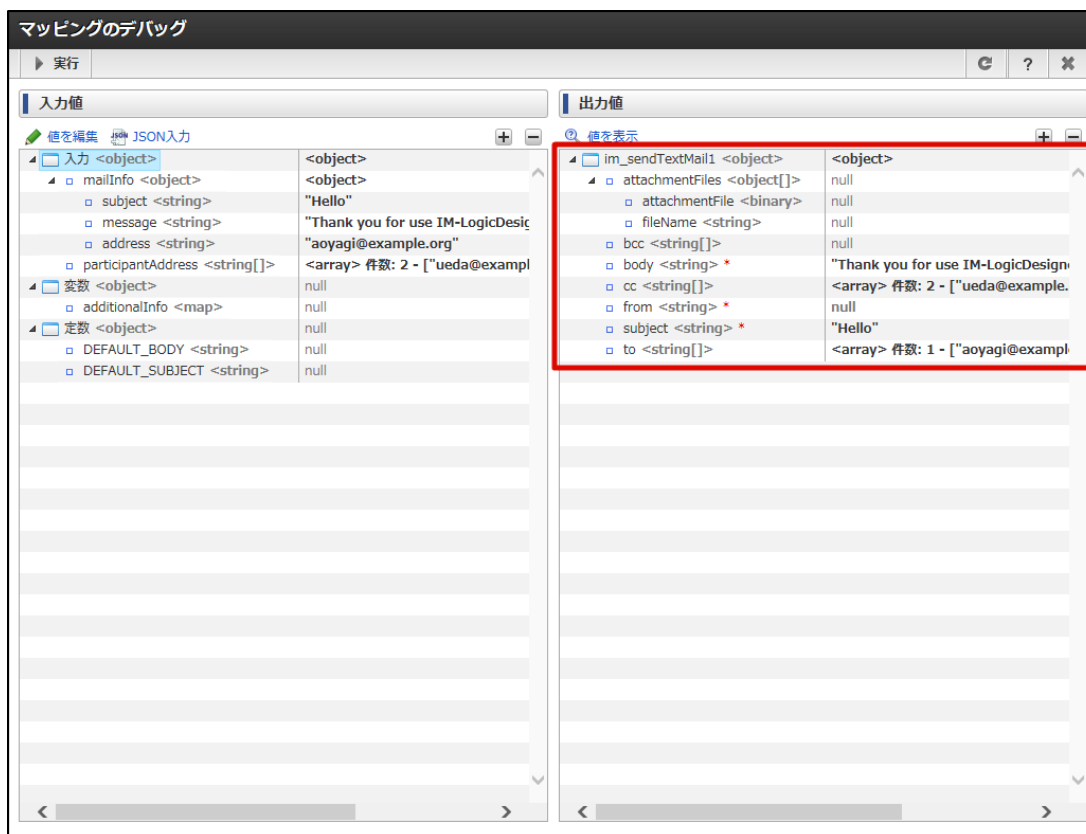 マッピングのデバッグ
実行
?
入力値
値を編集 JSON入力
入力 <object> <object>
mailInfo <object> <object>
subject <string> "Hello"
message <string> "Thank you for use IM-LogicDesig
address <string> "aoyagi@example.org"
participantAddress <string[]> <array> 件数: 2 - ["ueda@exampl
変数 <object> null
additionalInfo <map> null
定数 <object> null
DEFAULT_BODY <string> null
DEFAULT_SUBJECT <string> null
出力値
値を表示
im_sendTextMail1 <object> <object>
attachmentFiles <object[]> null
attachmentFile <binary> null
fileName <string> null
bcc <string[]> null
body <string> * "Thank you for use IM-LogicDesign
cc <string[]> <array> 件数: 2 - ["ueda@example.
from <string> * null
subject <string> * "Hello"
to <string[]> <array> 件数: 1 - ["aoyagi@exampl